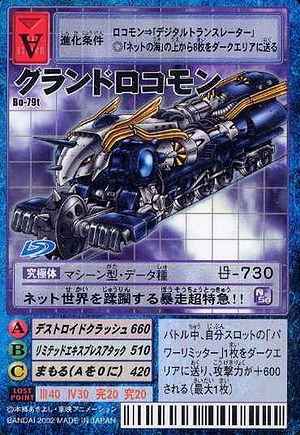 V
進化条件
ロコモン⇒「デジタルトランスレーター」
◎「ネットの海」の上から6枚をダークエリアに送る
グランドロコモン
Bo-79t
究極体 マシーン型・データ種
-730
ネット世界を蹂躙する暴走超特急!!
A デストロイドクラッシュ 660
B リミテッドエキスプレスアタック 510
C まもる(Aを0に) 420
バトル中、自分スロットの「パ
ワーリミッター」1枚をダークエ
リアに送り、攻撃力が+600
される(最大1枚)
LOST POINT III40 IV30 完20 究20
©本郷あきよし・東映アニメーション
BANDAI 2002 MADE IN JAPAN